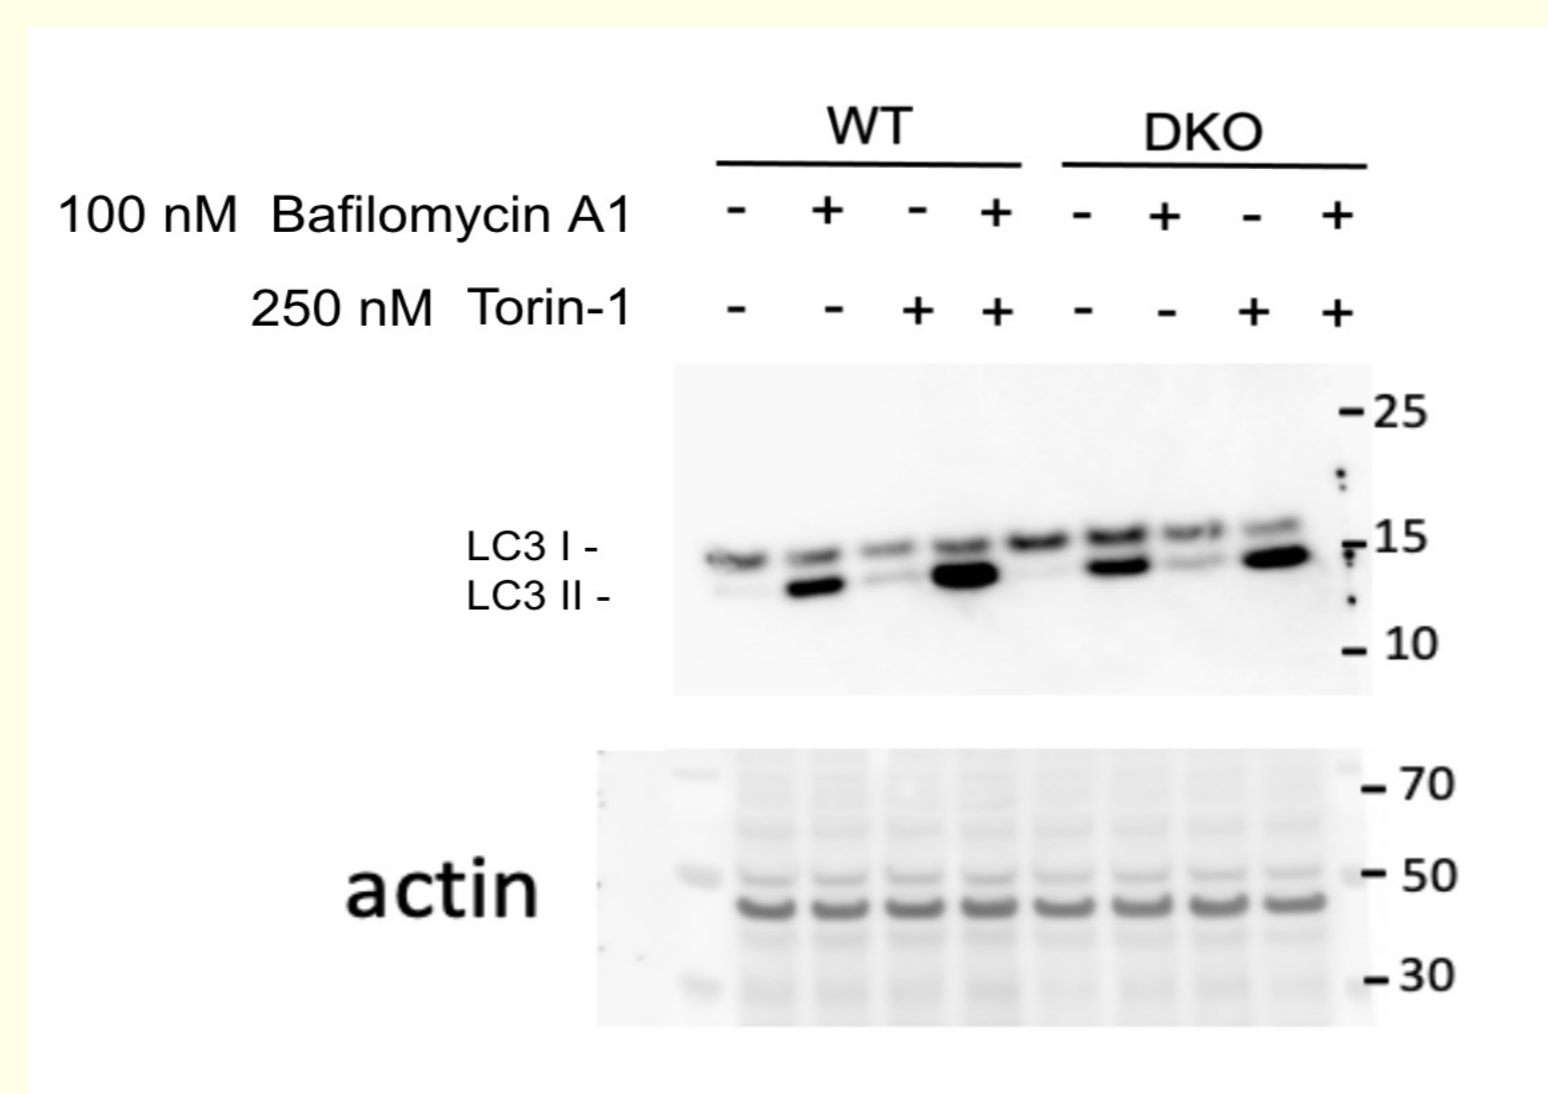 WT DKO
100 nM Bafilomycin A1 - + - + - + - +
250 nM Torin-1 - - + + - - + +
- 25
LC3 I - - 15
LC3 II -
- 10
- 70
actin - 50
- 30